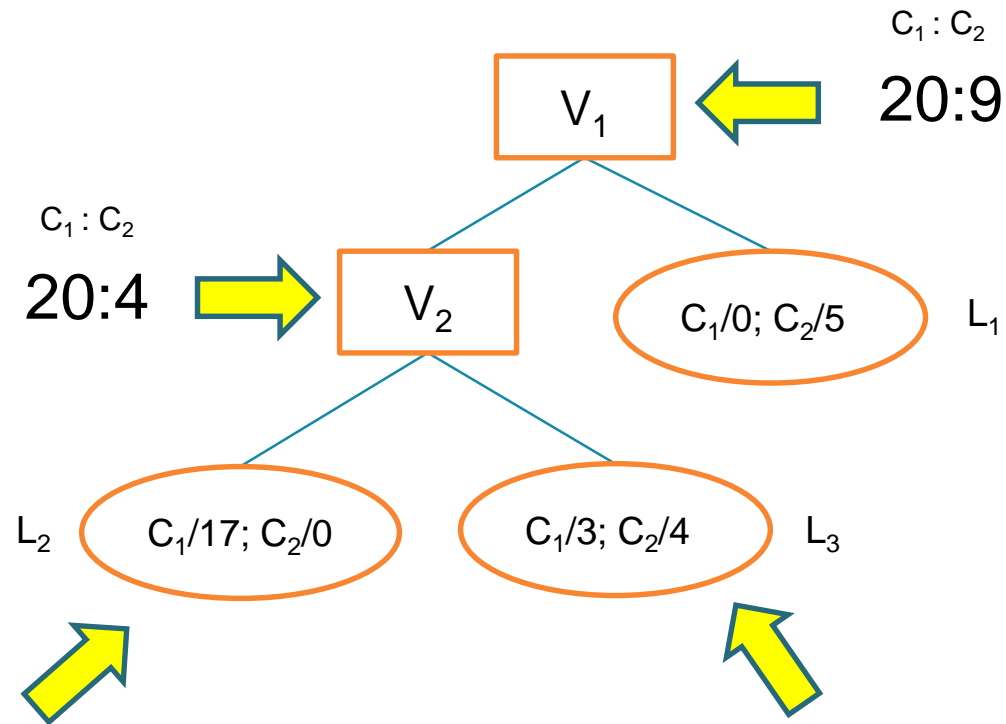 C₁ : C₂
20:9
V₁
C₁ : C₂
20:4
V₂
C₁/0; C₂/5
L₁
L₂
C₁/17; C₂/0
C₁/3; C₂/4
L₃